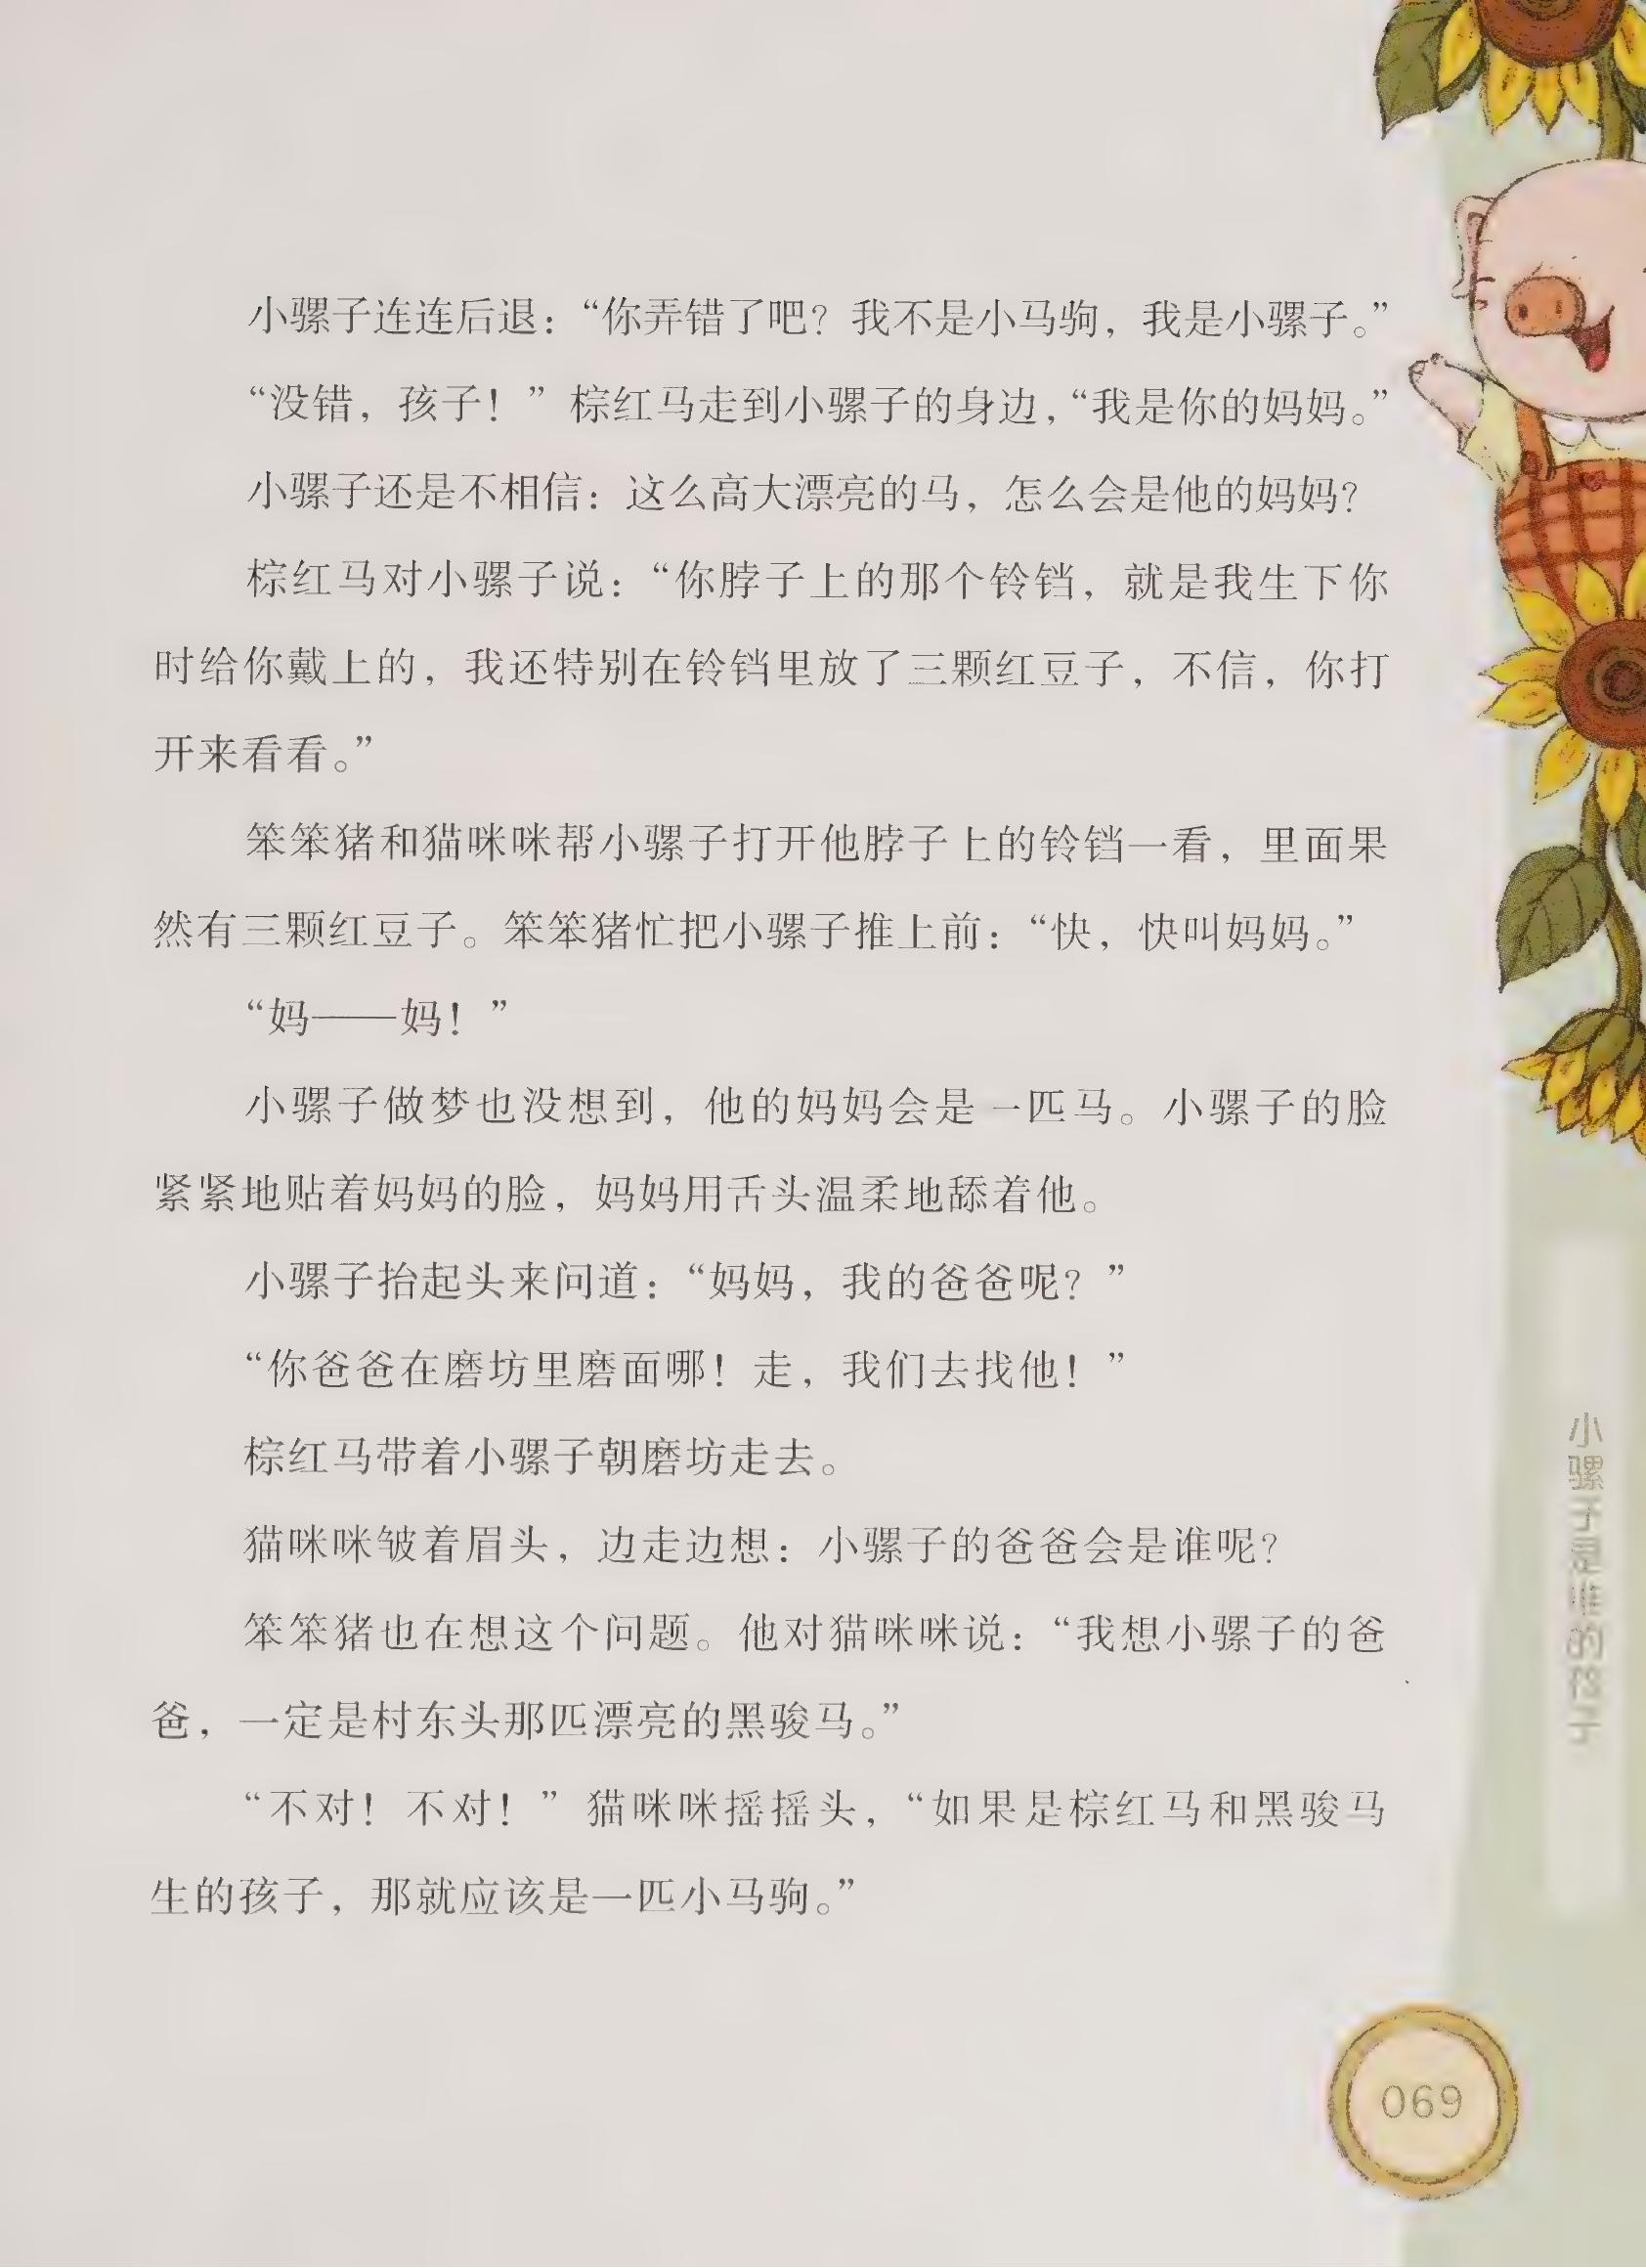 小骡子连连后退：“你弄错了吧？我不是小马驹，我是小骡子。”
“没错，孩子！”棕红马走到小骡子的身边，“我是你的妈妈。”
小骡子还是不相信：这么高大漂亮的马，怎么会是他的妈妈？
棕红马对小骡子说：“你脖子上的那个铃铛，就是我生下你
时给你戴上的，我还特别在铃铛里放了三颗红豆子，不信，你打
开来看看。”
笨笨猪和猫咪咪帮小骡子打开他脖子上的铃铛一看，里面果
然有三颗红豆子。笨笨猪忙把小骡子推上前：“快，快叫妈妈。”
“妈——妈！”
小骡子做梦也没想到，他的妈妈会是一匹马。小骡子的脸
紧紧地贴着妈妈的脸，妈妈用舌头温柔地舔着他。
小骡子抬起头来问道：“妈妈，我的爸爸呢？”
“你爸爸在磨坊里磨面哪！走，我们去找他！”
棕红马带着小骡子朝磨坊走去。
猫咪咪皱着眉头，边走边想：小骡子的爸爸会是谁呢？
笨笨猪也在想这个问题。他对猫咪咪说：“我想小骡子的爸
爸，一定是村东头那匹漂亮的黑骏马。”
“不对！不对！”猫咪咪摇摇头，“如果是棕红马和黑骏马
生的孩子，那就应该是一匹小马驹。”
小骡子是谁的孩子
069